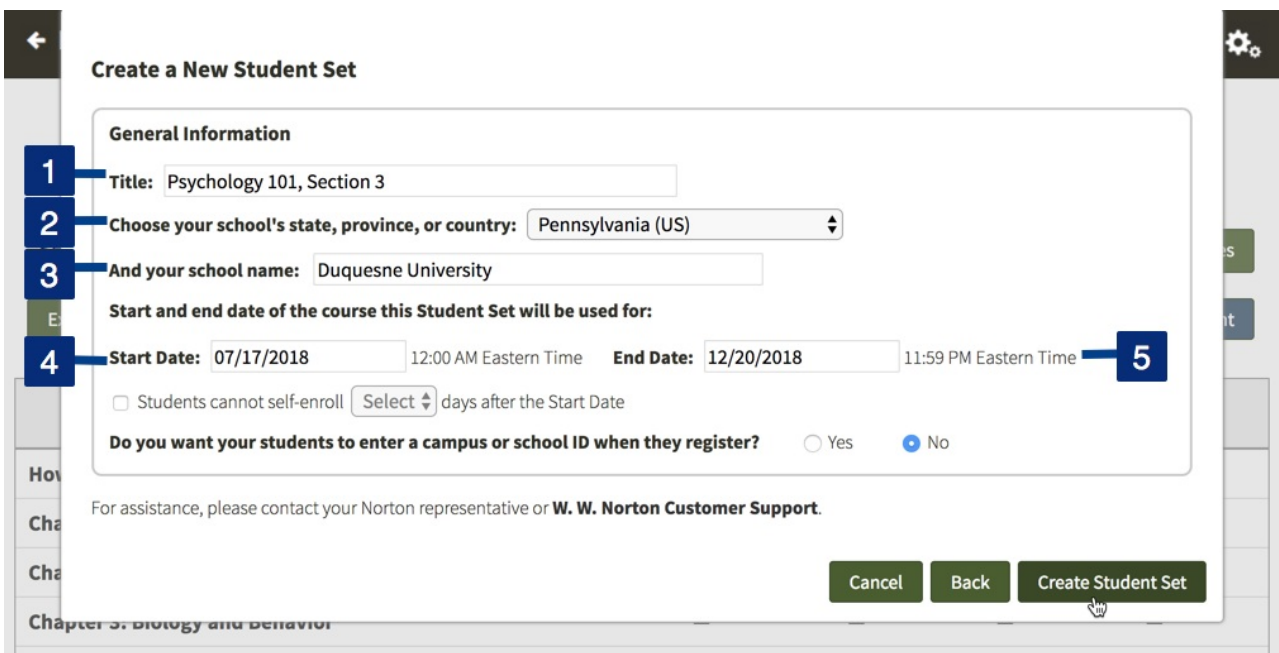 Create a New Student Set
General Information
1 Title: Psychology 101, Section 3
2 Choose your school's state, province, or country: Pennsylvania (US)
3 And your school name: Duquesne University
Start and end date of the course this Student Set will be used for:
4 Start Date: 07/17/2018 12:00 AM Eastern Time End Date: 12/20/2018 11:59 PM Eastern Time 5
Students cannot self-enroll Select days after the Start Date
Do you want your students to enter a campus or school ID when they register? Yes No
For assistance, please contact your Norton representative or W. W. Norton Customer Support.
Cancel Back Create Student Set